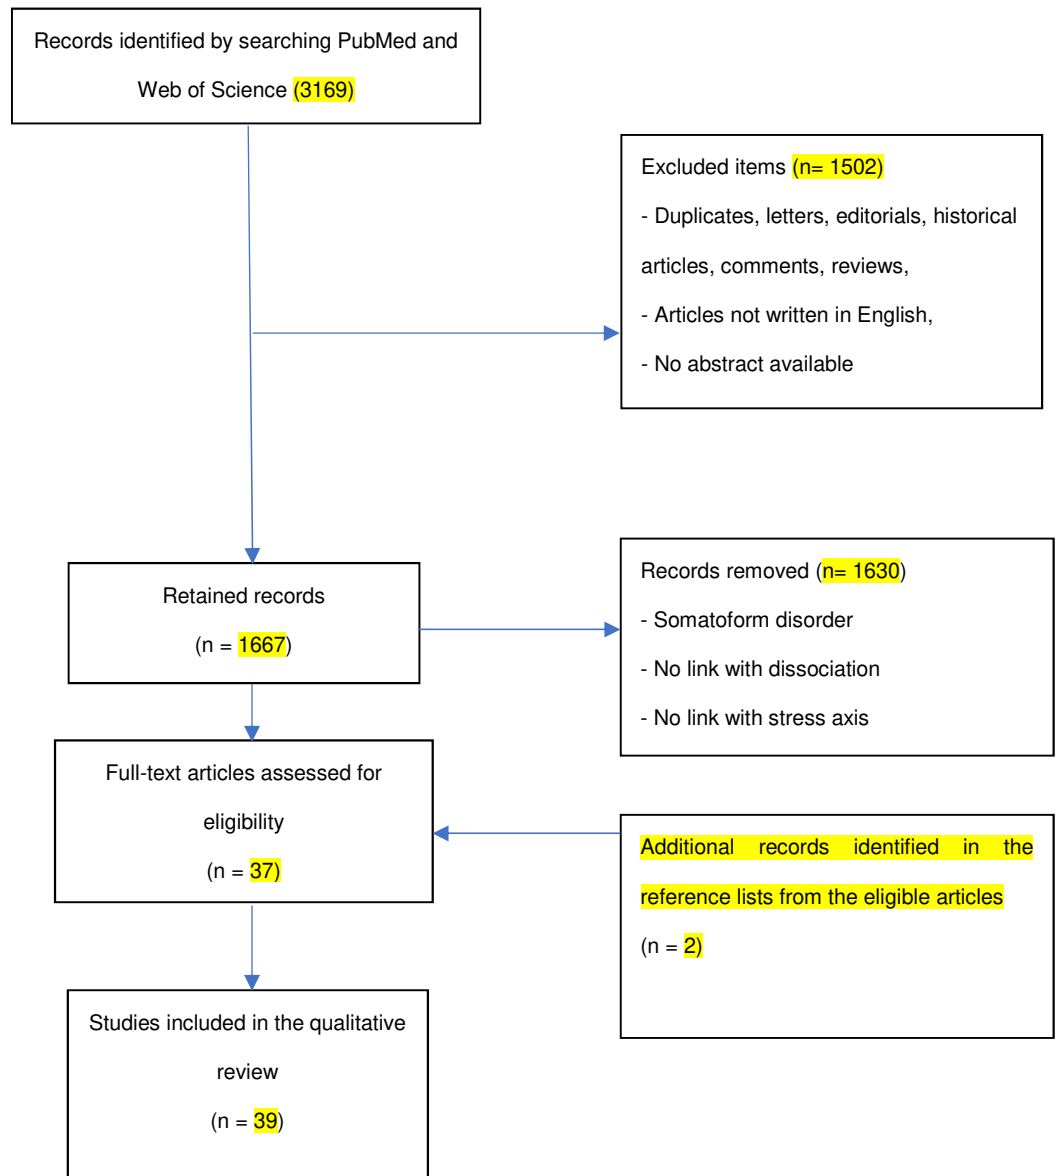 Records identified by searching PubMed and
Web of Science (3169)
Excluded items (n= 1502)
- Duplicates, letters, editorials, historical
articles, comments, reviews,
- Articles not written in English,
- No abstract available
Retained records
(n = 1667)
Records removed (n= 1630)
- Somatoform disorder
- No link with dissociation
- No link with stress axis
Full-text articles assessed for
eligibility
(n = 37)
Additional records identified in the
reference lists from the eligible articles
(n = 2)
Studies included in the qualitative
review
(n = 39)